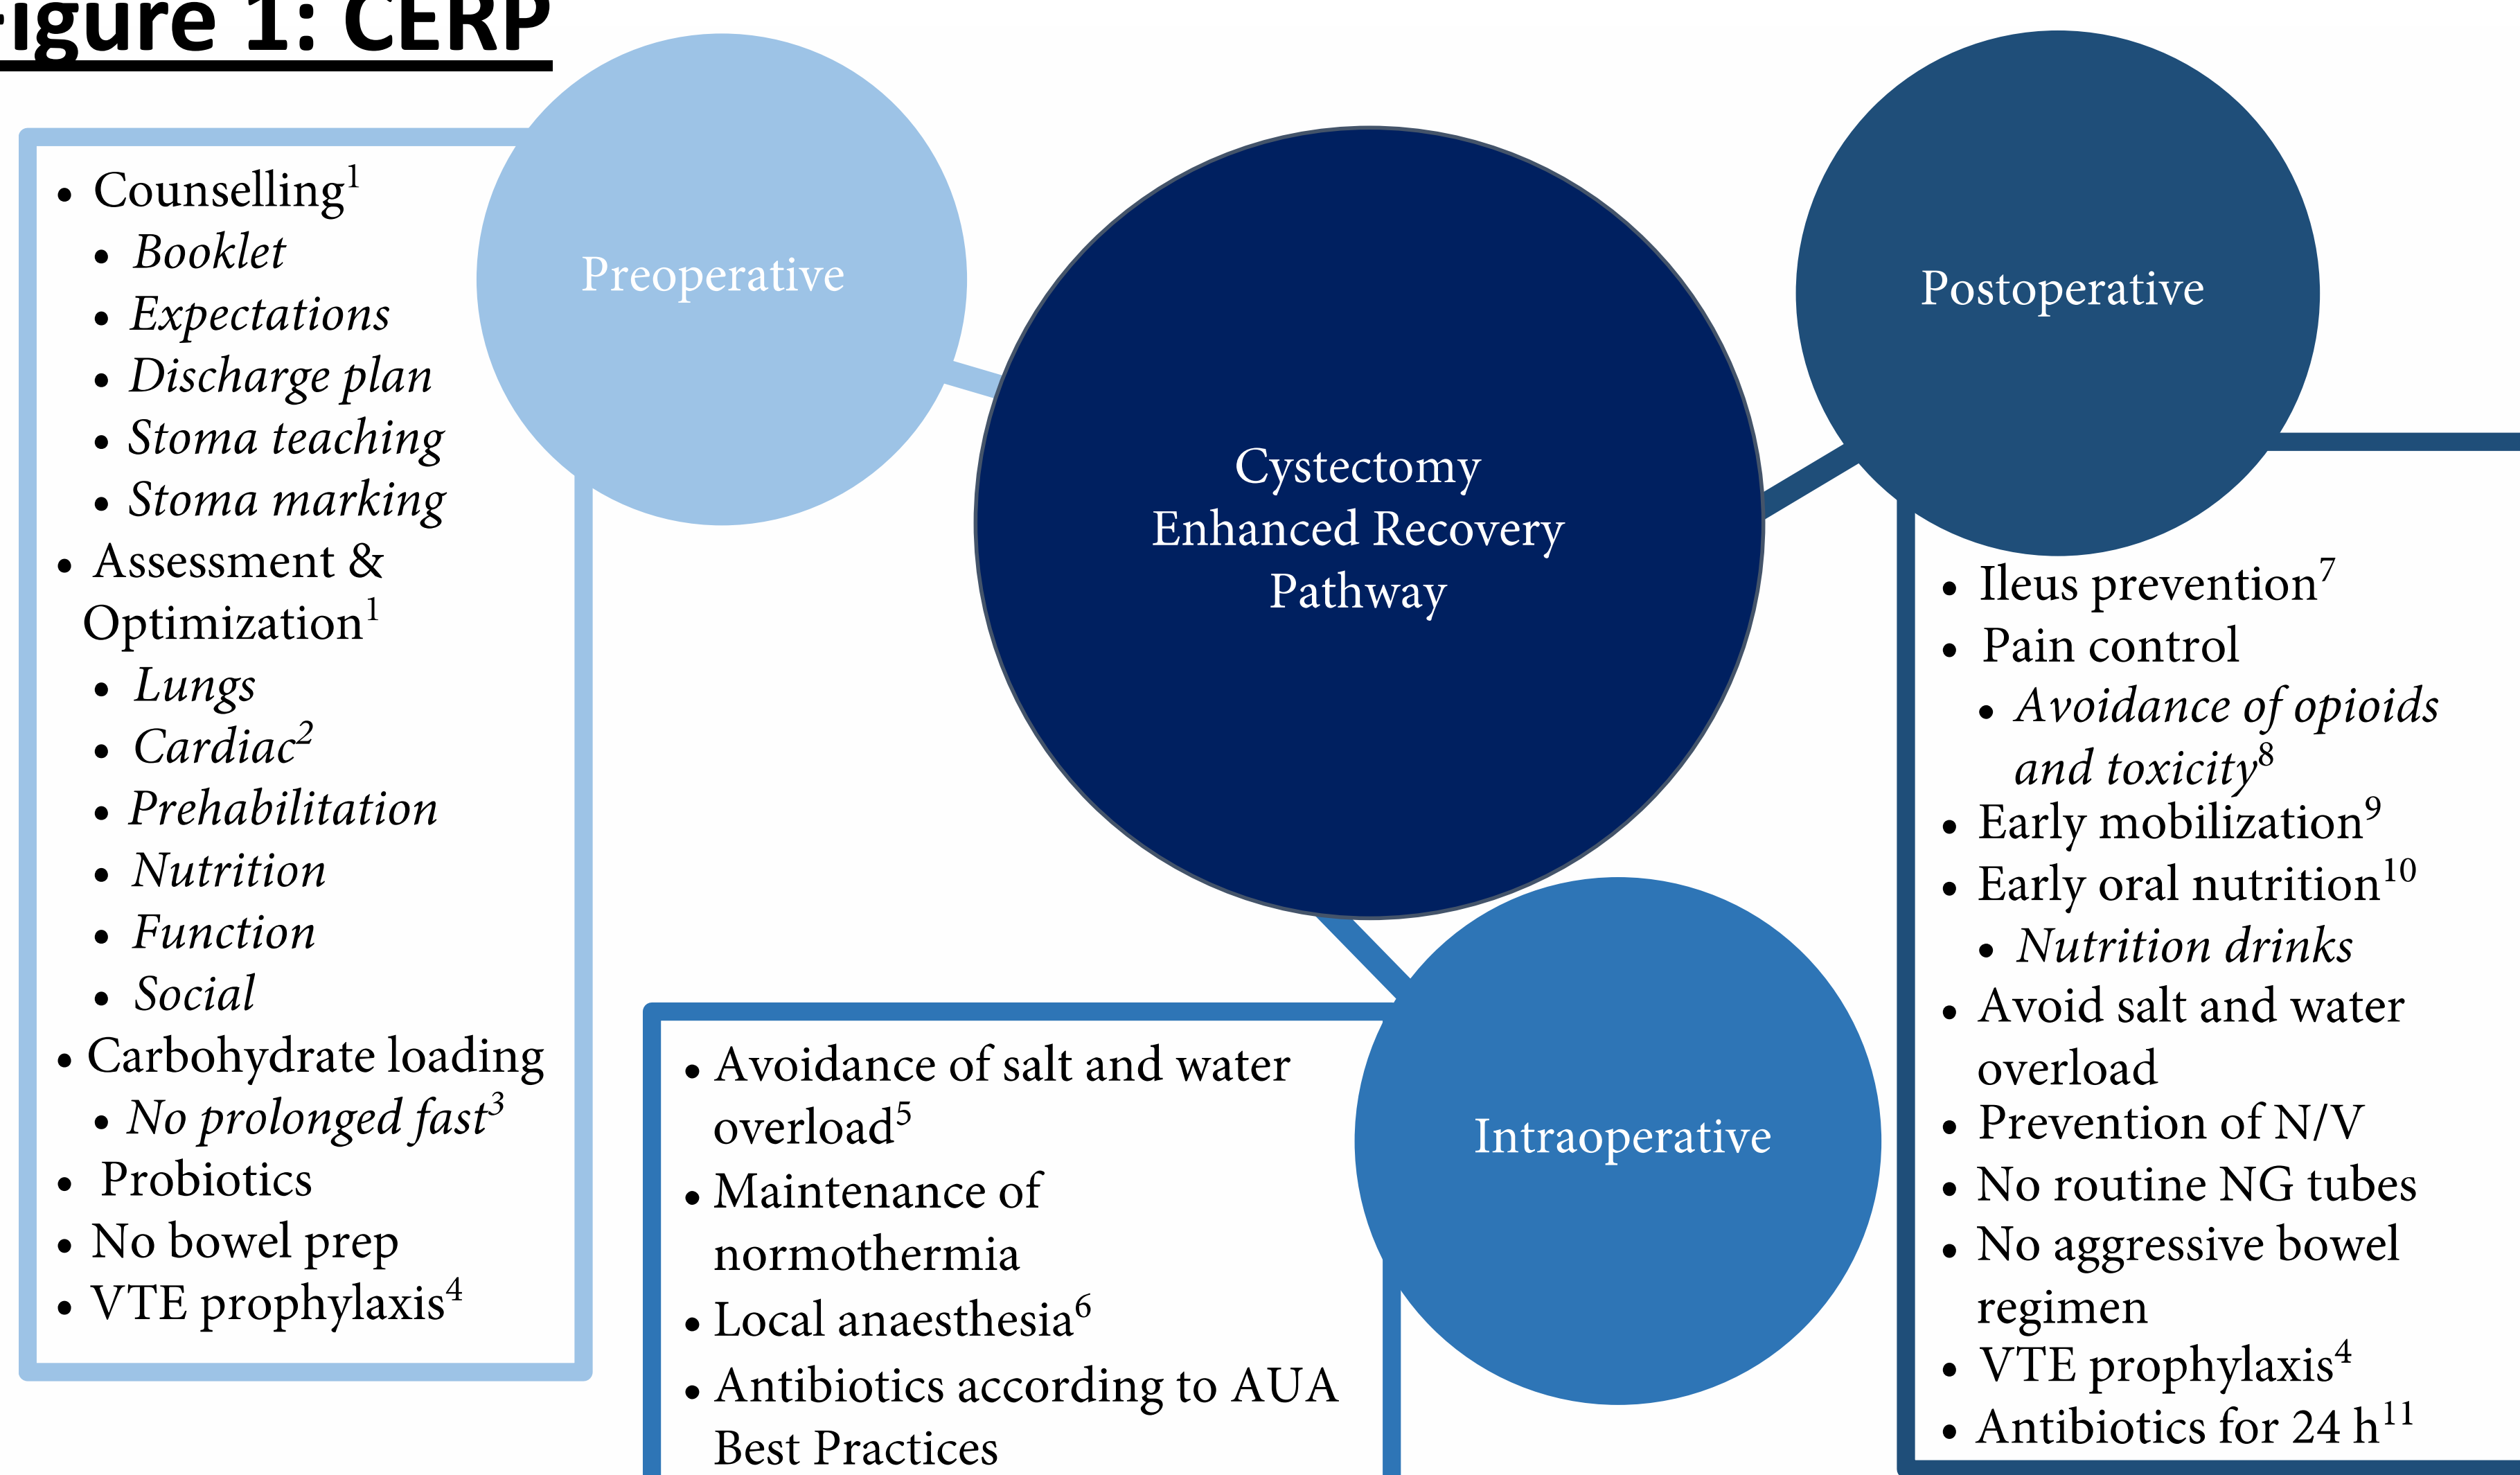 Figure 1: CERP
Preoperative
• Counselling¹
• Booklet
• Expectations
• Discharge plan
• Stoma teaching
• Stoma marking
• Assessment &
Optimization¹
• Lungs
• Cardiac²
• Prehabilitation
• Nutrition
• Function
• Social
• Carbohydrate loading
• No prolonged fast³
• Probiotics
• No bowel prep
• VTE prophylaxis⁴
Cystectomy
Enhanced Recovery
Pathway
Intraoperative
• Avoidance of salt and water
overload⁵
• Maintenance of
normothermia
• Local anaesthesia⁶
• Antibiotics according to AUA
Best Practices
Postoperative
• Ileus prevention⁷
• Pain control
• Avoidance of opioids
and toxicity⁸
• Early mobilization⁹
• Early oral nutrition¹⁰
• Nutrition drinks
• Avoid salt and water
overload
• Prevention of N/V
• No routine NG tubes
• No aggressive bowel
regimen
• VTE prophylaxis⁴
• Antibiotics for 24 h¹¹